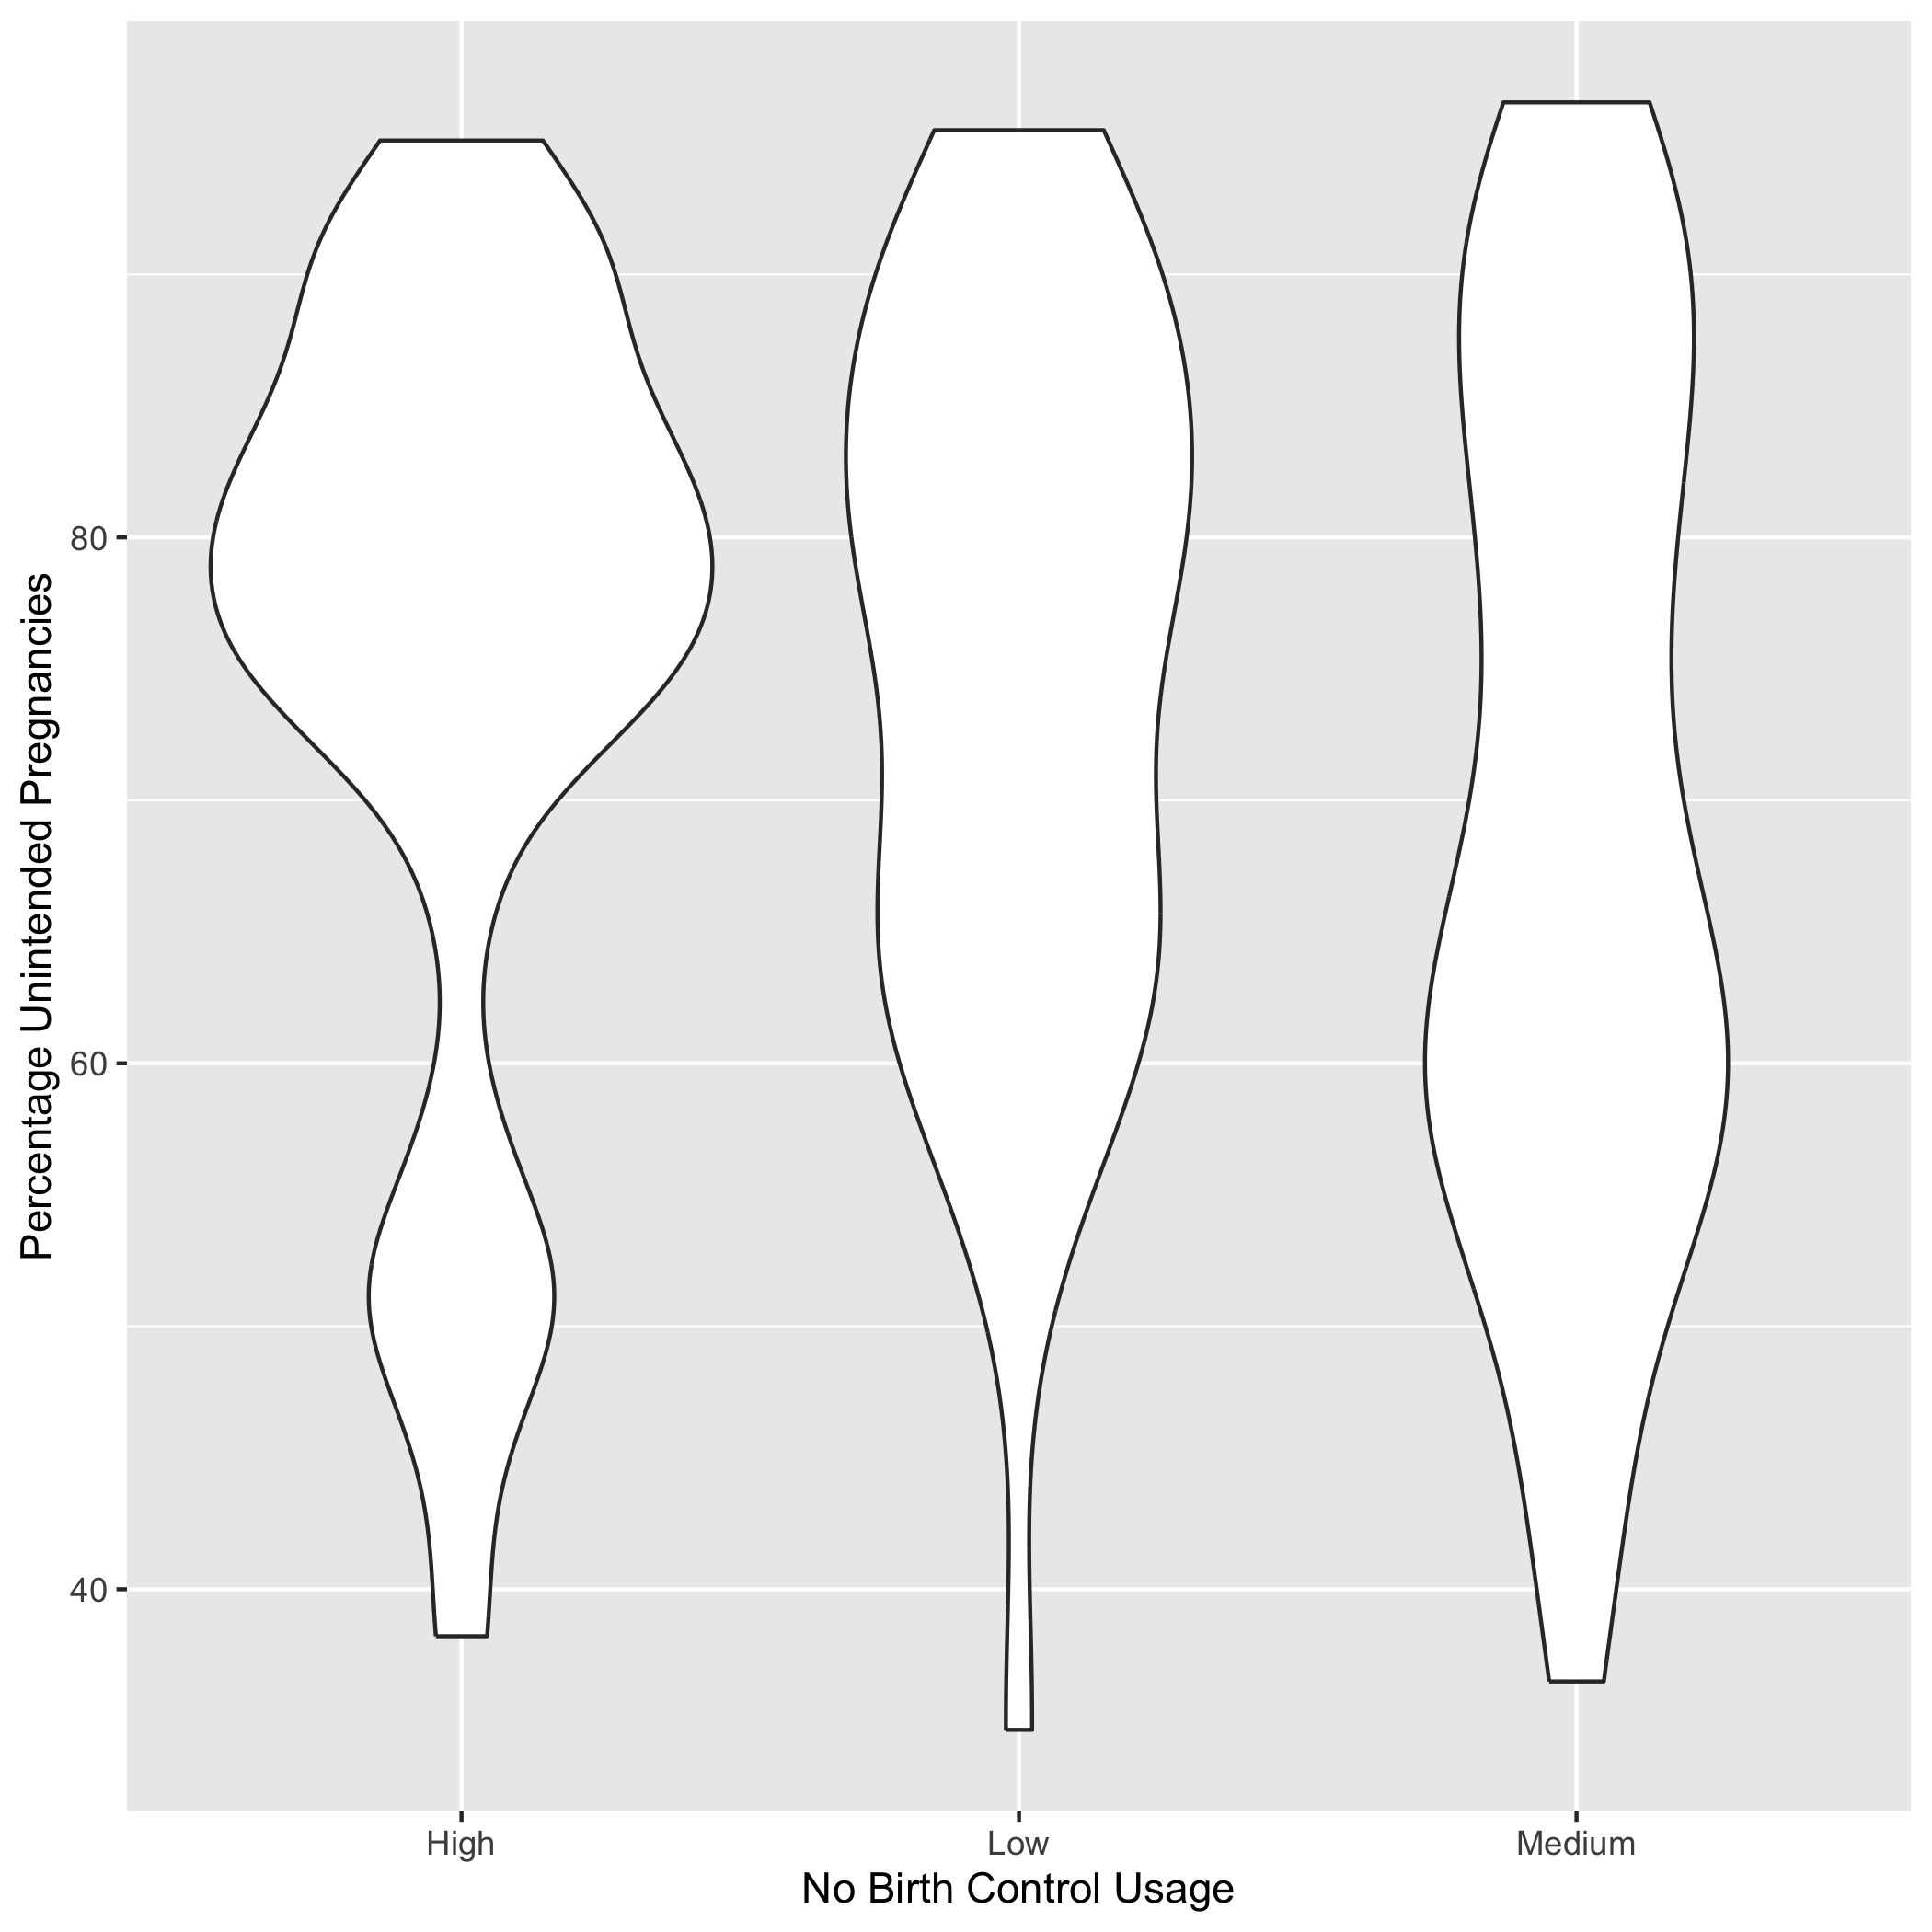 Percentage Unintended Pregnancies
80
60
40
High Low Medium
No Birth Control Usage